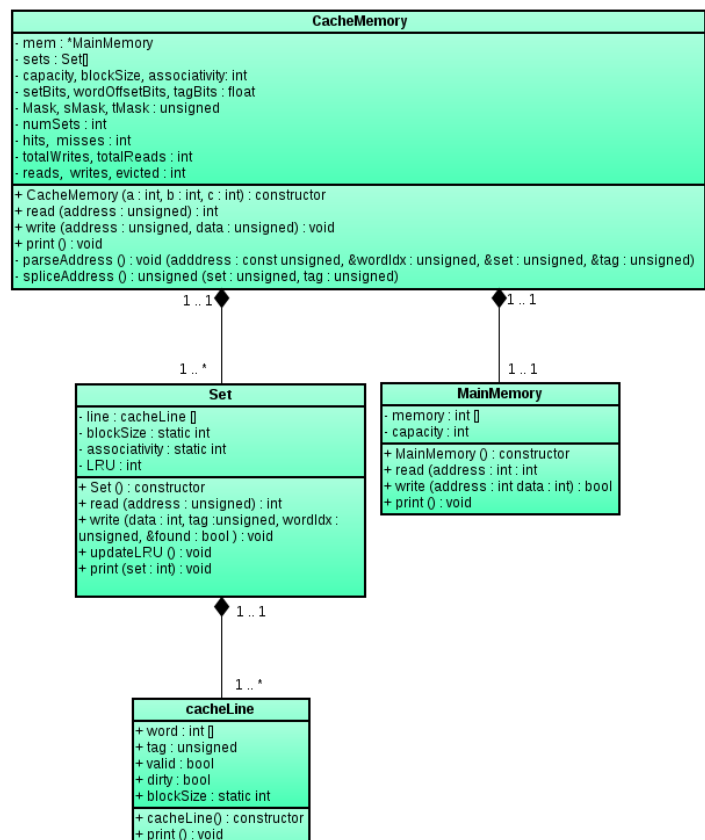 CacheMemory
- mem : *MainMemory
- sets : Set[]
- capacity, blockSize, associativity: int
- setBits, wordOffsetBits, tagBits : float
- Mask, sMask, tMask : unsigned
- numSets : int
- hits, misses : int
- totalWrites, totalReads : int
- reads, writes, evicted : int
+ CacheMemory (a : int, b : int, c : int) : constructor
+ read (address : unsigned) : int
+ write (address : unsigned, data : unsigned) : void
+ print () : void
- parseAddress () : void (adddress : const unsigned, &wordIdx : unsigned, &set : unsigned, &tag : unsigned)
- spliceAddress () : unsigned (set : unsigned, tag : unsigned)
1 .. 1
1 .. 1
1 .. *
1 .. 1
Set
- line : cacheLine []
- blockSize : static int
- associativity : static int
- LRU : int
+ Set () : constructor
+ read (address : unsigned) : int
+ write (data : int, tag :unsigned, wordIdx :
unsigned, &found : bool ) : void
+ updateLRU () : void
+ print (set : int) : void
MainMemory
- memory : int []
- capacity : int
+ MainMemory () : constructor
+ read (address : int : int
+ write (address : int data : int) : bool
+ print () : void
1 .. 1
1 .. *
cacheLine
+ word : int []
+ tag : unsigned
+ valid : bool
+ dirty : bool
+ blockSize : static int
+ cacheLine() : constructor
+ print () : void